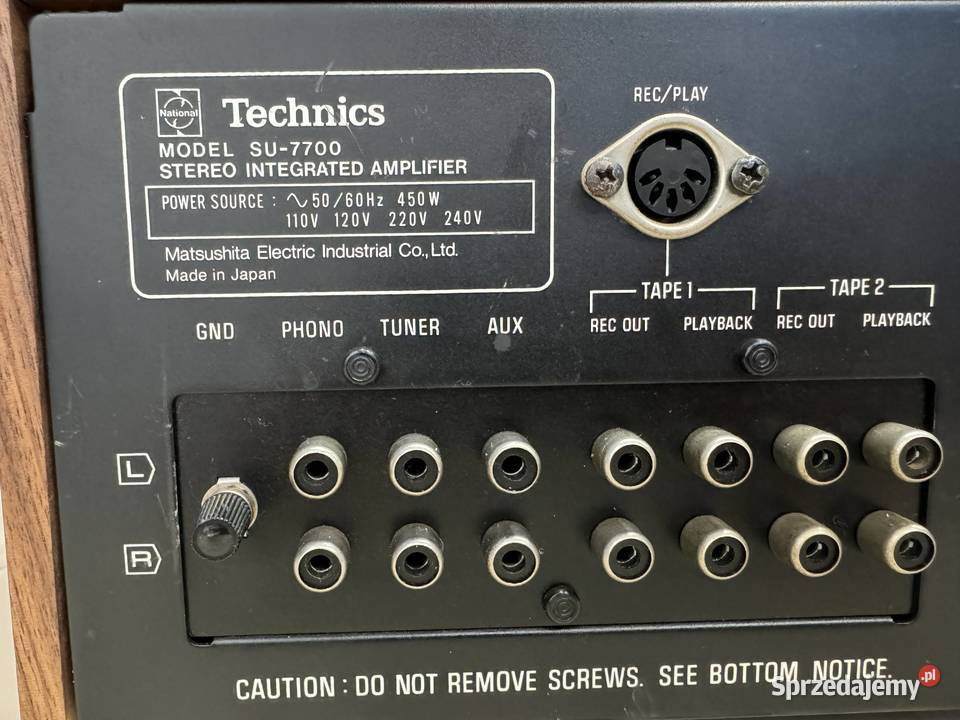 National
Technics
MODEL SU-7700
STEREO INTEGRATED AMPLIFIER
POWER SOURCE : ∿50/60Hz 450W
110V 120V 220V 240V
Matsushita Electric Industrial Co., Ltd.
Made in Japan
REC/PLAY
TAPE 1
TAPE 2
REC OUT PLAYBACK REC OUT PLAYBACK
GND PHONO TUNER AUX
L
R
CAUTION : DO NOT REMOVE SCREWS. SEE BOTTOM NOTICE.
Sprzedajemy.pl